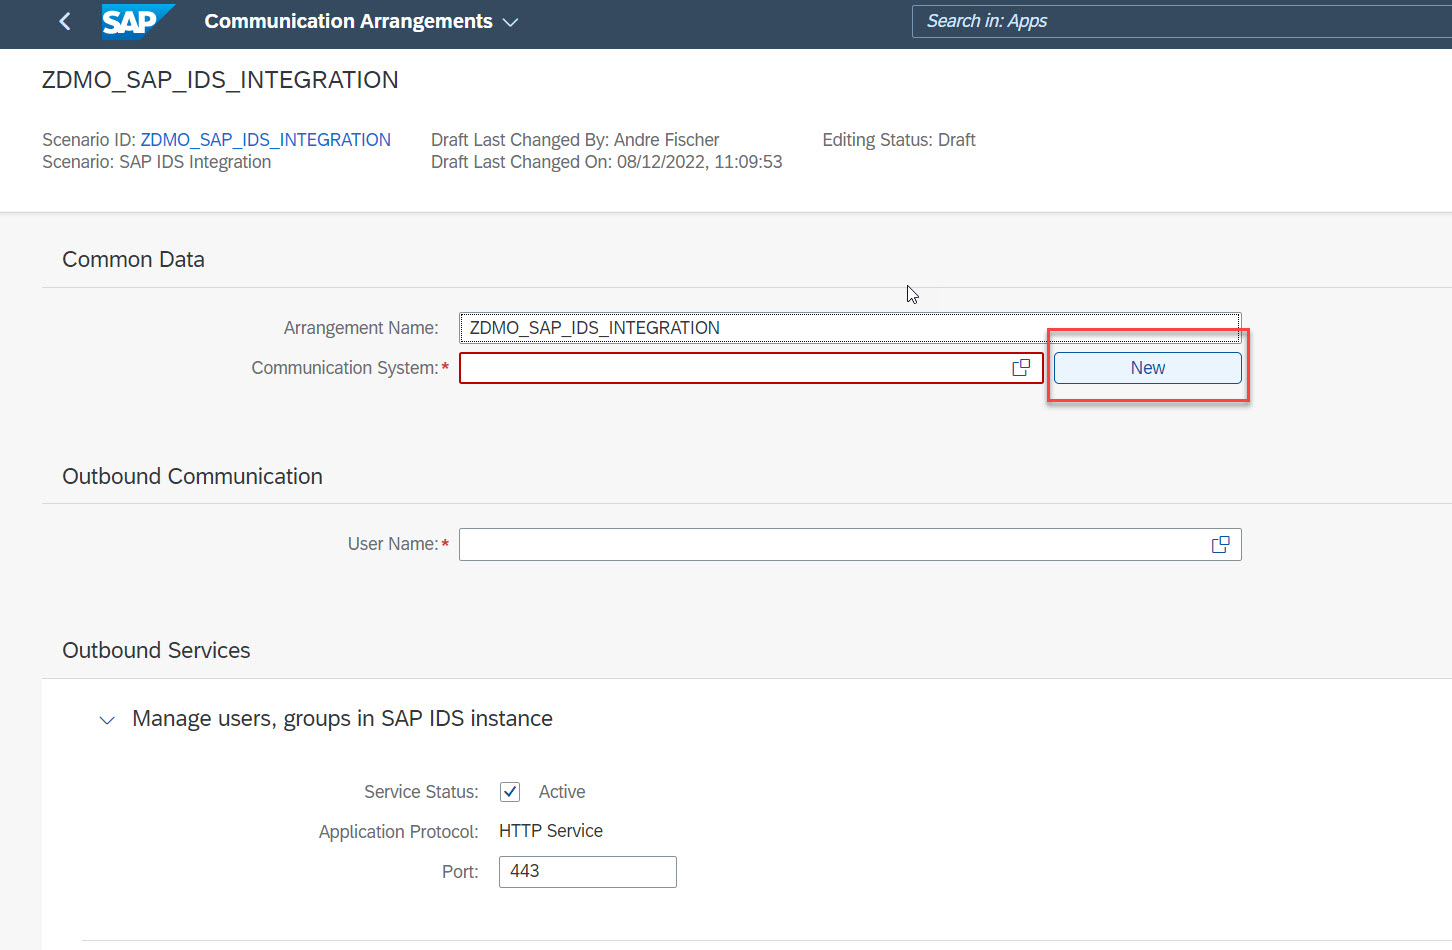 SAP Communication Arrangements Search in: Apps
ZDMO_SAP_IDS_INTEGRATION
Scenario ID: ZDMO_SAP_IDS_INTEGRATION Draft Last Changed By: Andre Fischer Editing Status: Draft
Scenario: SAP IDS Integration Draft Last Changed On: 08/12/2022, 11:09:53
Common Data
Arrangement Name: ZDMO_SAP_IDS_INTEGRATION
Communication System:* New
Outbound Communication
User Name:*
Outbound Services
Manage users, groups in SAP IDS instance
Service Status: Active
Application Protocol: HTTP Service
Port: 443